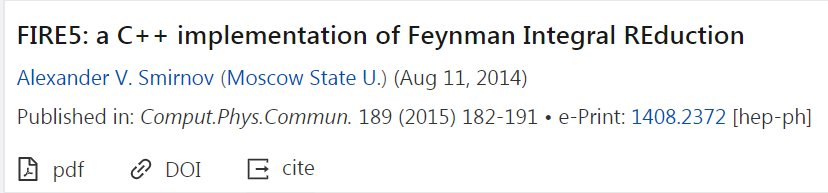 FIRE5: a C++ implementation of Feynman Integral REduction
Alexander V. Smirnov (Moscow State U.) (Aug 11, 2014)
Published in: Comput.Phys.Commun. 189 (2015) 182-191 • e-Print: 1408.2372 [hep-ph]
pdf DOI cite